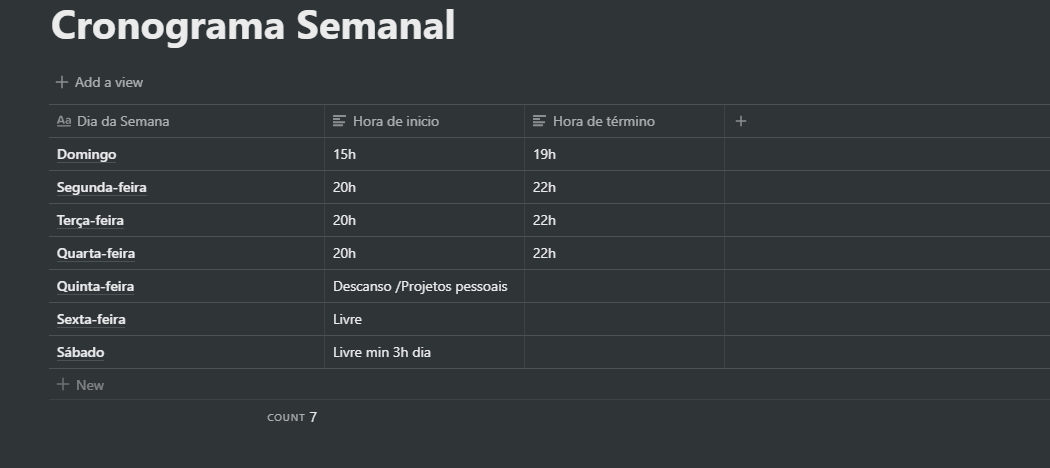 Cronograma Semanal
+ Add a view
Aa Dia da Semana Hora de inicio Hora de término +
Domingo 15h 19h
Segunda-feira 20h 22h
Terça-feira 20h 22h
Quarta-feira 20h 22h
Quinta-feira Descanso /Projetos pessoais
Sexta-feira Livre
Sábado Livre min 3h dia
+ New
COUNT 7